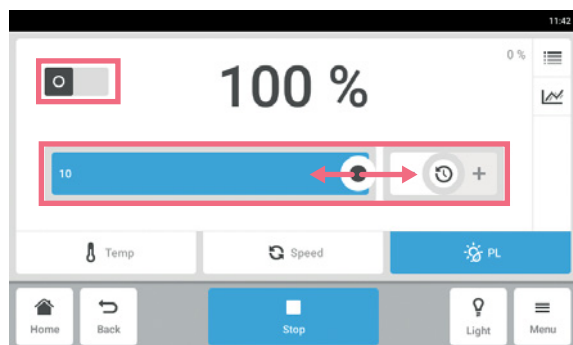 11:42
0 %
100 %
10
+
Temp
Speed
PL
Home
Back
Stop
Light
Menu